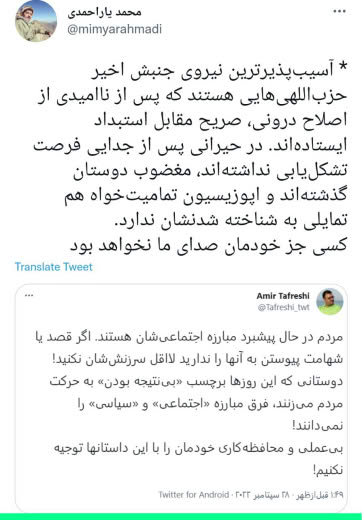 محمد یاراحمدی
@mimyarahmadi
* آسیب‌پذیرترین نیروی جنبش اخیر
حزب‌اللهی‌هایی هستند که پس از ناامیدی از
اصلاح درونی، صریح مقابل استبداد
ایستاده‌اند. در حیرانی پس از جدایی فرصت
تشکل‌یابی نداشته‌اند، مغضوب دوستان
گذشته‌اند و اپوزیسیون تمامیت‌خواه هم
تمایلی به شناخته شدنشان ندارد.
کسی جز خودمان صدای ما نخواهد بود
Translate Tweet
Amir Tafreshi
@Tafreshi_twt
مردم در حال پیشبرد مبارزه اجتماعی‌شان هستند. اگر قصد یا
شهامت پیوستن به آنها را ندارید لااقل سرزنش‌شان نکنید!
دوستانی که این روزها برچسب «بی‌نتیجه بودن» به حرکت
مردم می‌زنند، فرق مبارزه «اجتماعی» و «سیاسی» را
نمی‌دانند!
بی‌عملی و محافظه‌کاری خودمان را با این داستانها توجیه
نکنیم!
۱:۴۹ قبل‌ازظهر · ۲۸ سپتامبر ۲۰۲۲ · Twitter for Android